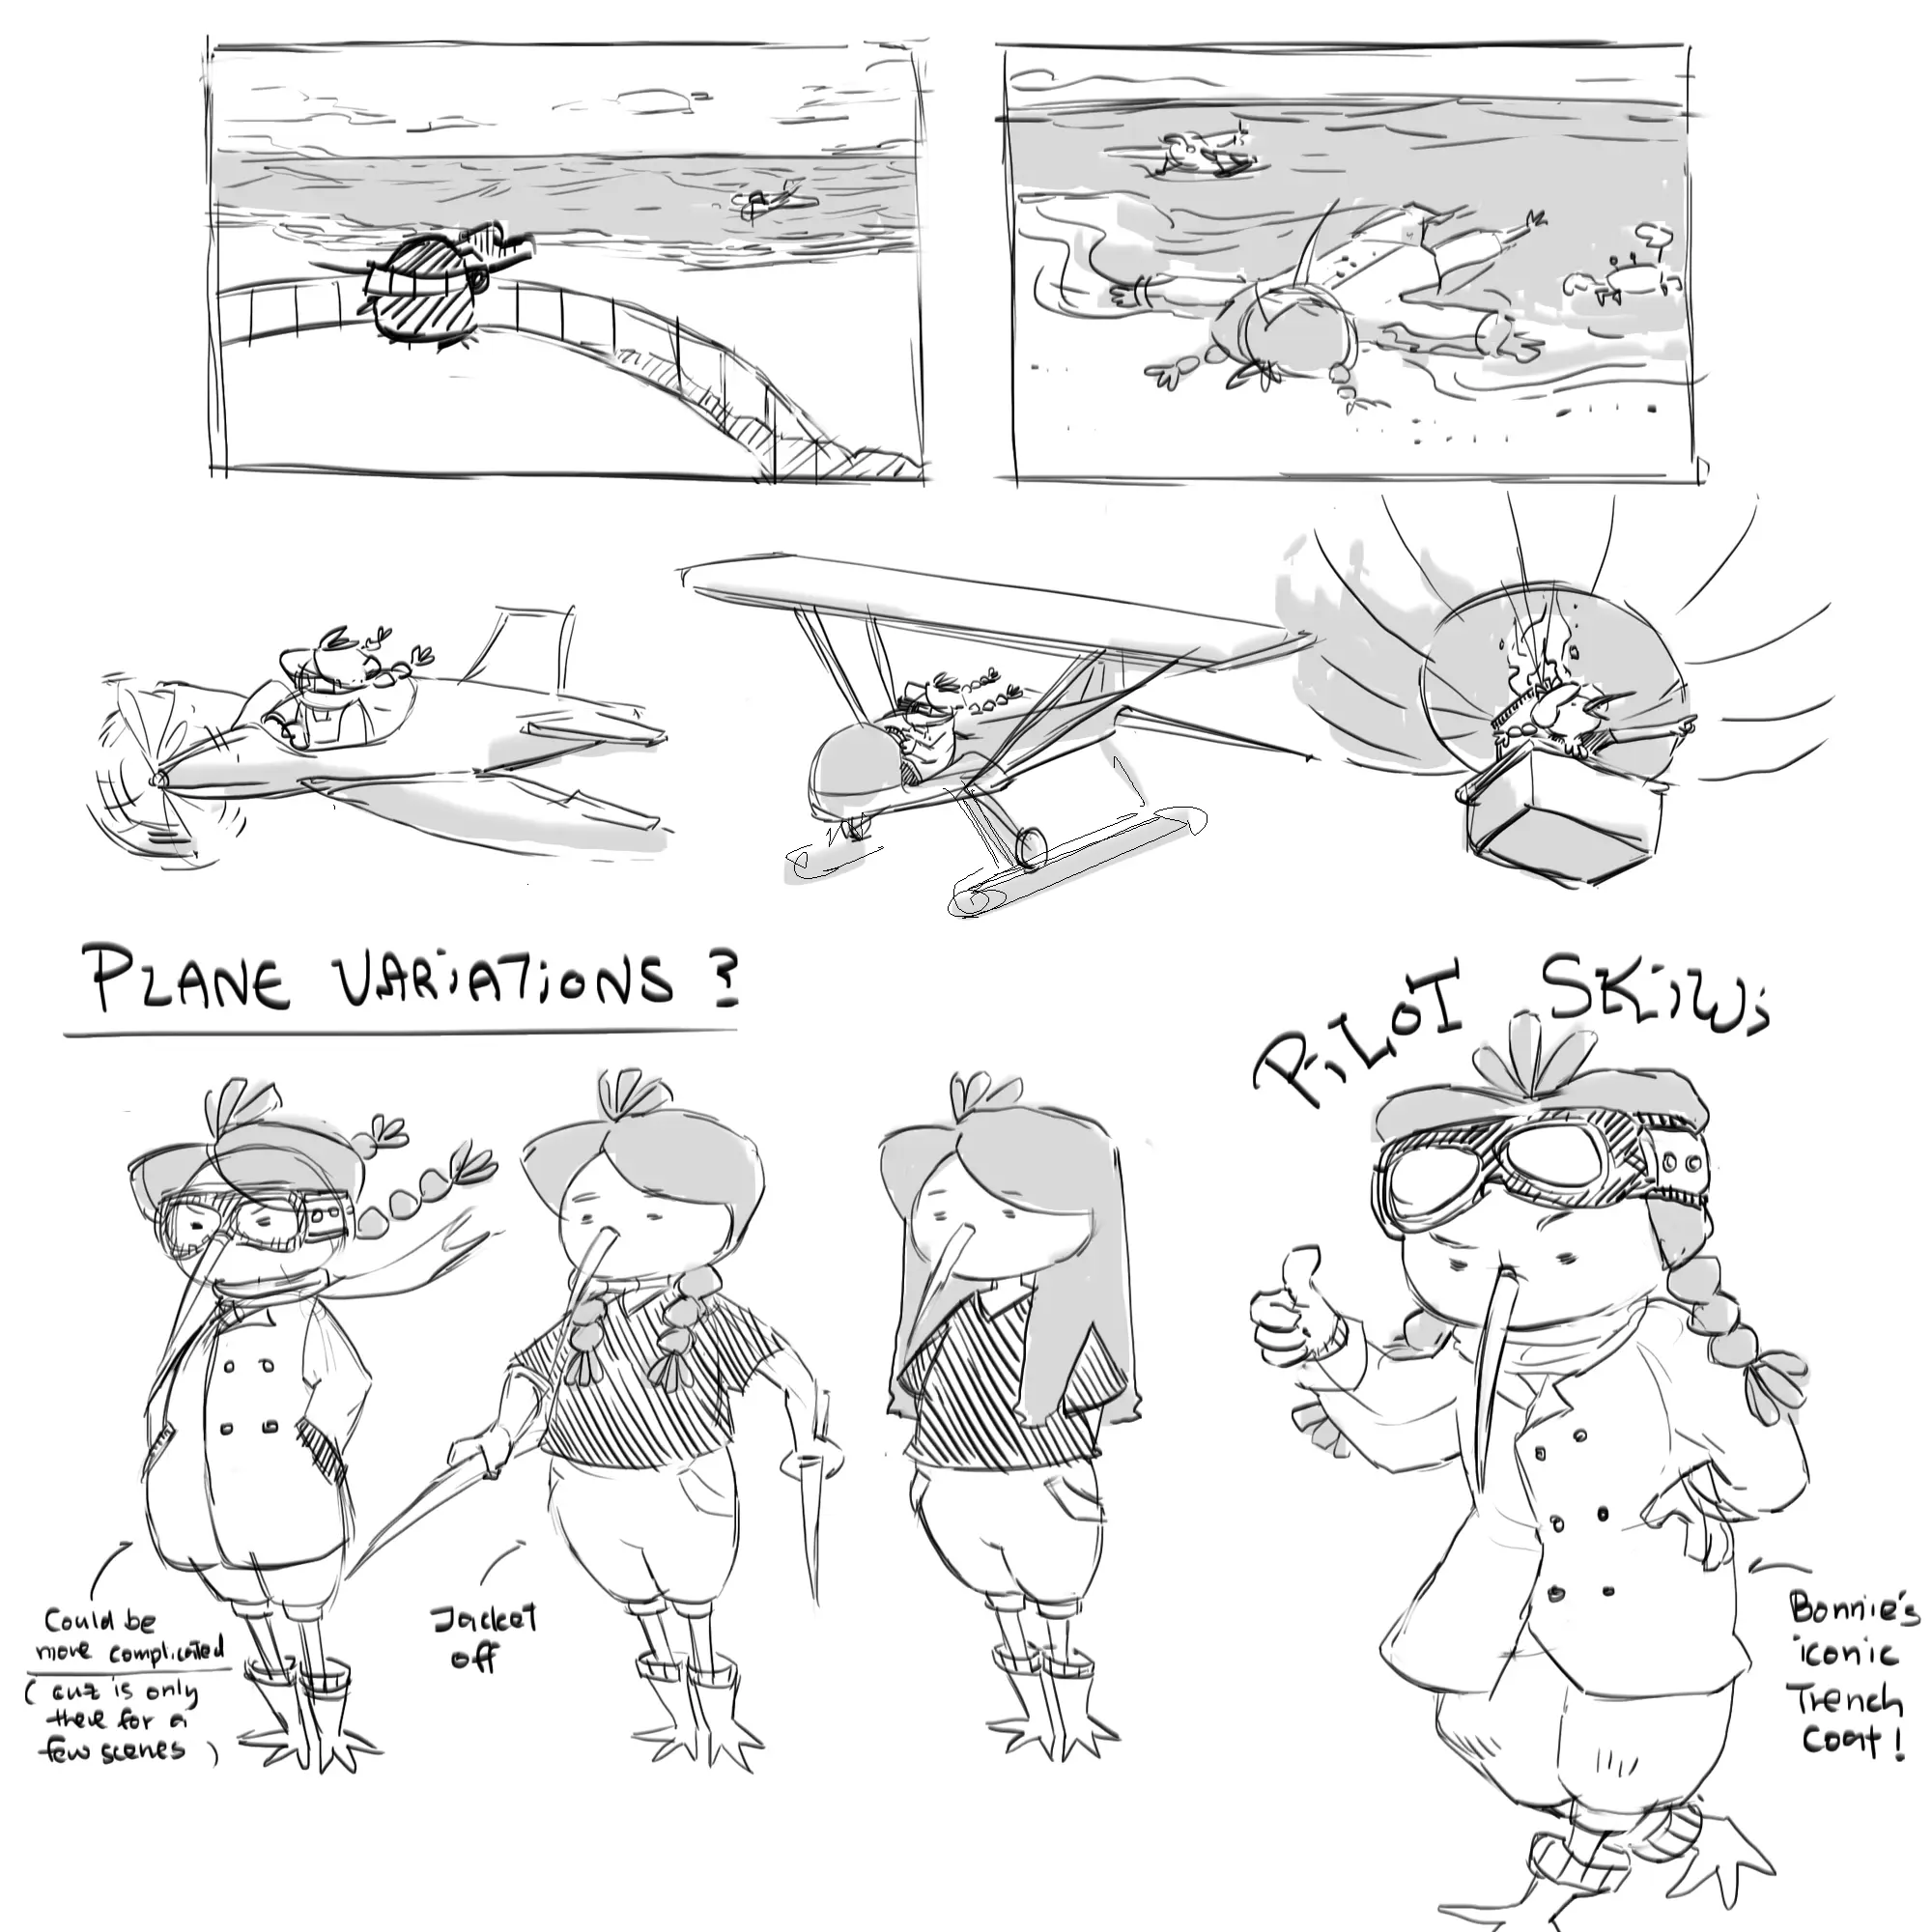 PLANE VARIATIONS ?
PILOT SKILLS
Could be
more complicated
( cuz is only
there for a
few scenes )
Jacket
off
Bonnie's
iconic
Trench
Coat!